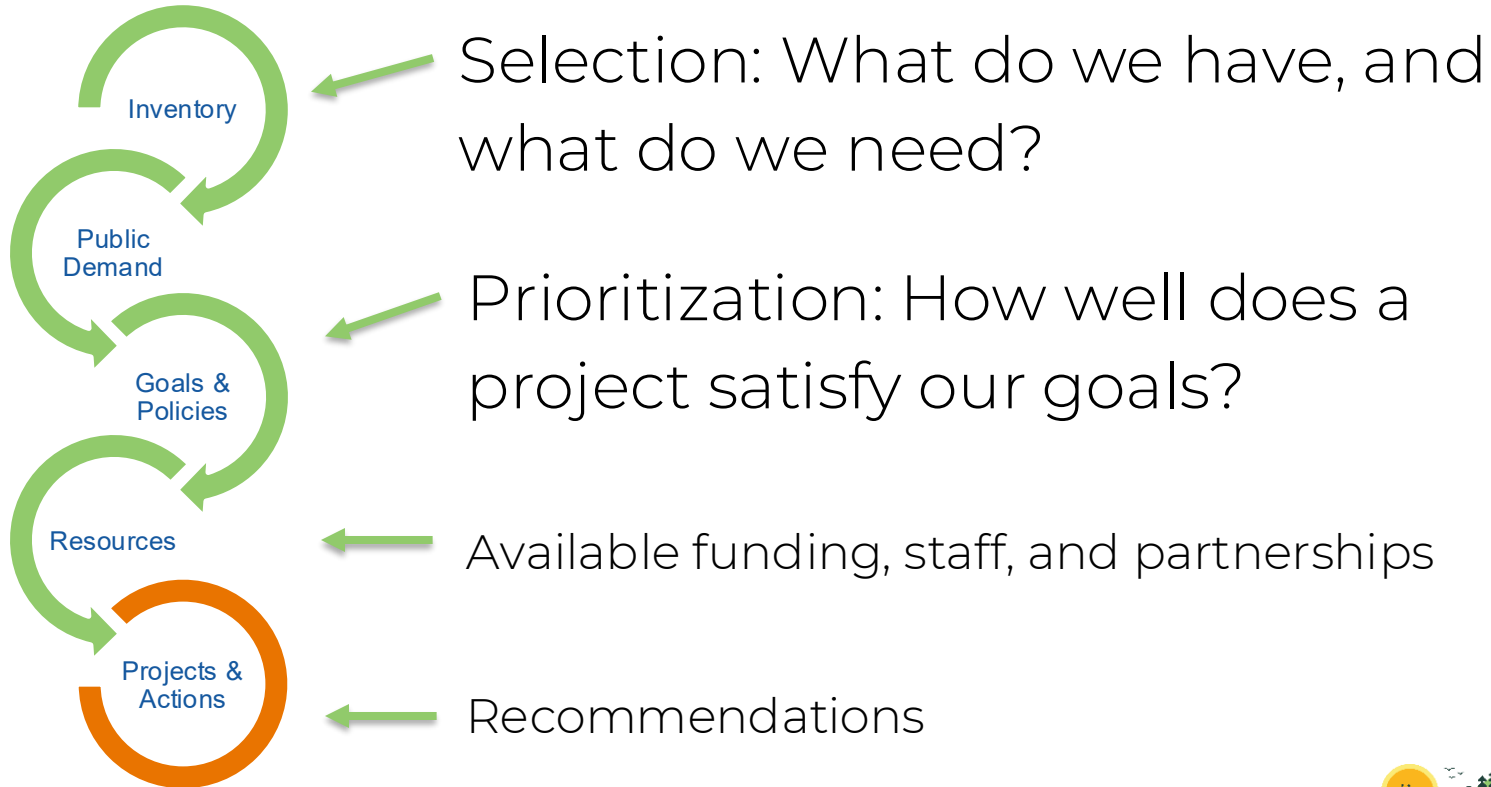 Inventory
Selection: What do we have, and
what do we need?
Public
Demand
Prioritization: How well does a
project satisfy our goals?
Goals &
Policies
Resources
Available funding, staff, and partnerships
Projects &
Actions
Recommendations